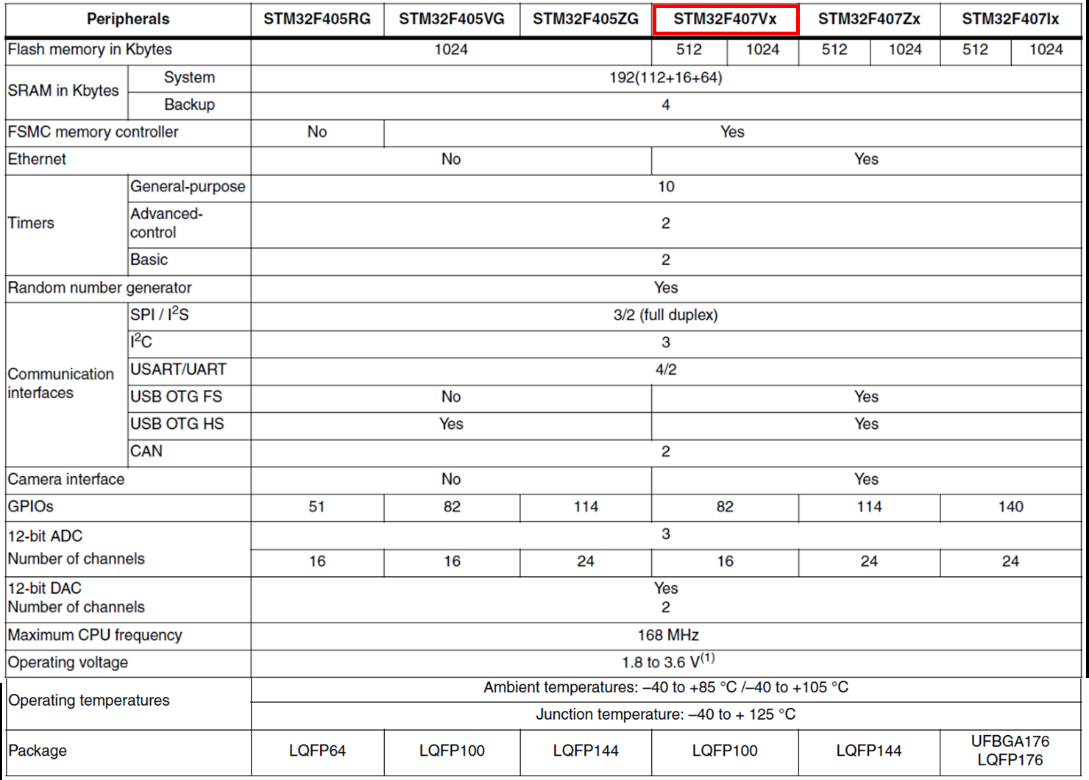 Peripherals STM32F405RG STM32F405VG STM32F405ZG STM32F407Vx STM32F407Zx STM32F407Ix
Flash memory in Kbytes 1024 512 1024 512 1024 512 1024
SRAM in Kbytes System 192(112+16+64)
Backup 4
FSMC memory controller No Yes
Ethernet No Yes
Timers General-purpose 10
Advanced-control 2
Basic 2
Random number generator Yes
Communication interfaces SPI / I²S 3/2 (full duplex)
I²C 3
USART/UART 4/2
USB OTG FS No Yes
USB OTG HS Yes Yes
CAN 2
Camera interface No Yes
GPIOs 51 82 114 82 114 140
12-bit ADC 3
Number of channels 16 16 24 16 24 24
12-bit DAC Yes
Number of channels 2
Maximum CPU frequency 168 MHz
Operating voltage 1.8 to 3.6 V(1)
Operating temperatures Ambient temperatures: –40 to +85 °C /–40 to +105 °C
Junction temperature: –40 to + 125 °C
Package LQFP64 LQFP100 LQFP144 LQFP100 LQFP144 UFBGA176
LQFP176